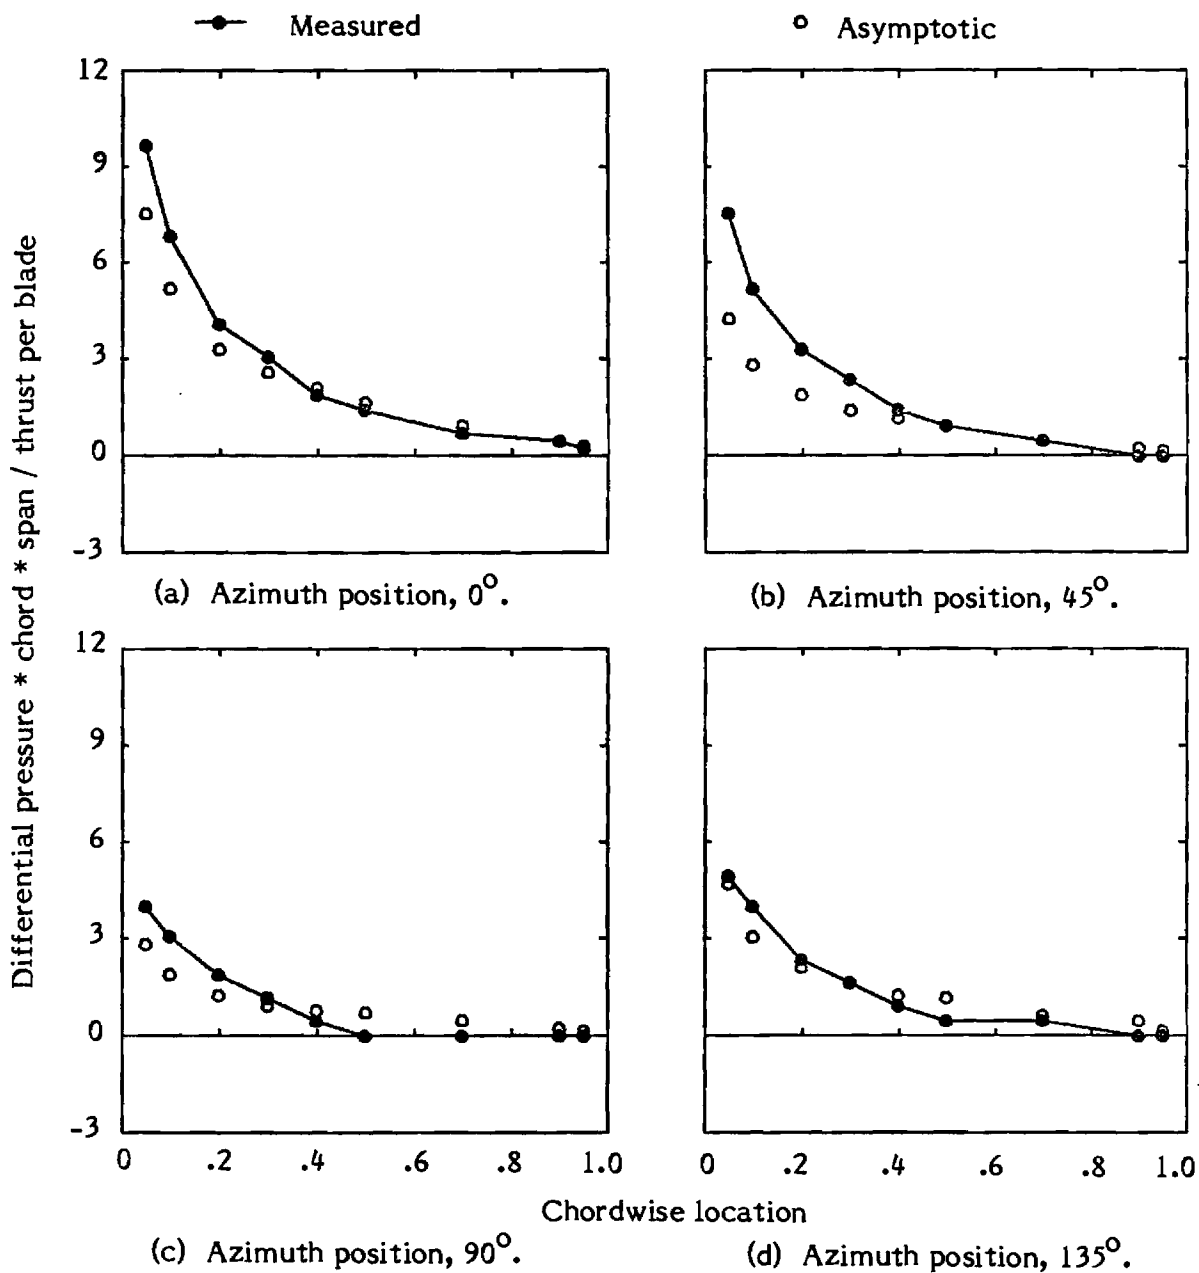 Measured
Asymptotic
Differential pressure * chord * span / thrust per blade
12
9
6
3
0
-3
(a) Azimuth position, 0°.
(b) Azimuth position, 45°.
12
9
6
3
0
-3
0 .2 .4 .6 .8 1.0
0 .2 .4 .6 .8 1.0
Chordwise location
(c) Azimuth position, 90°.
(d) Azimuth position, 135°.